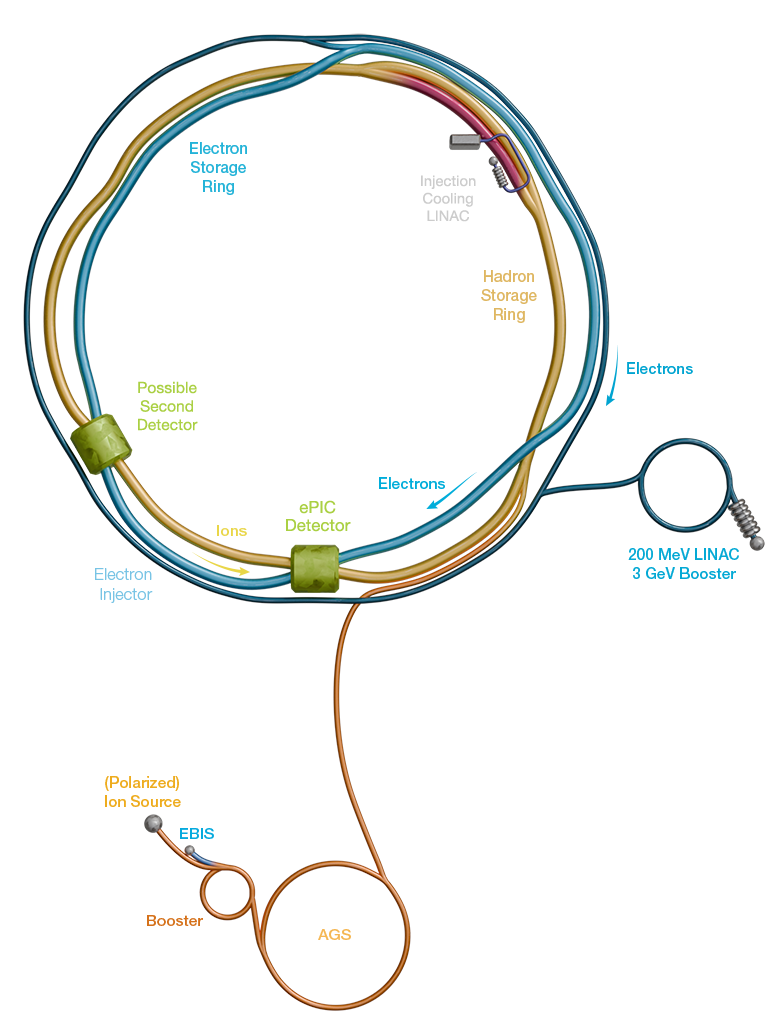 Electron
Storage
Ring
Injection
Cooling
LINAC
Hadron
Storage
Ring
Electrons
Possible
Second
Detector
Electrons
ePIC
Detector
Ions
Electron
Injector
200 MeV LINAC
3 GeV Booster
(Polarized)
Ion Source
EBIS
Booster
AGS